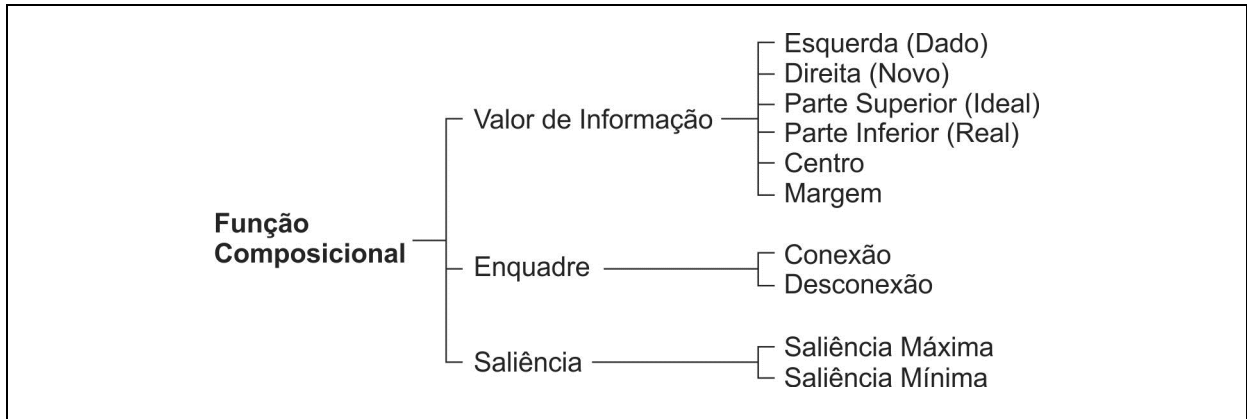 Função
Composicional
Valor de Informação
Esquerda (Dado)
Direita (Novo)
Parte Superior (Ideal)
Parte Inferior (Real)
Centro
Margem
Enquadre
Conexão
Desconexão
Saliência
Saliência Máxima
Saliência Mínima